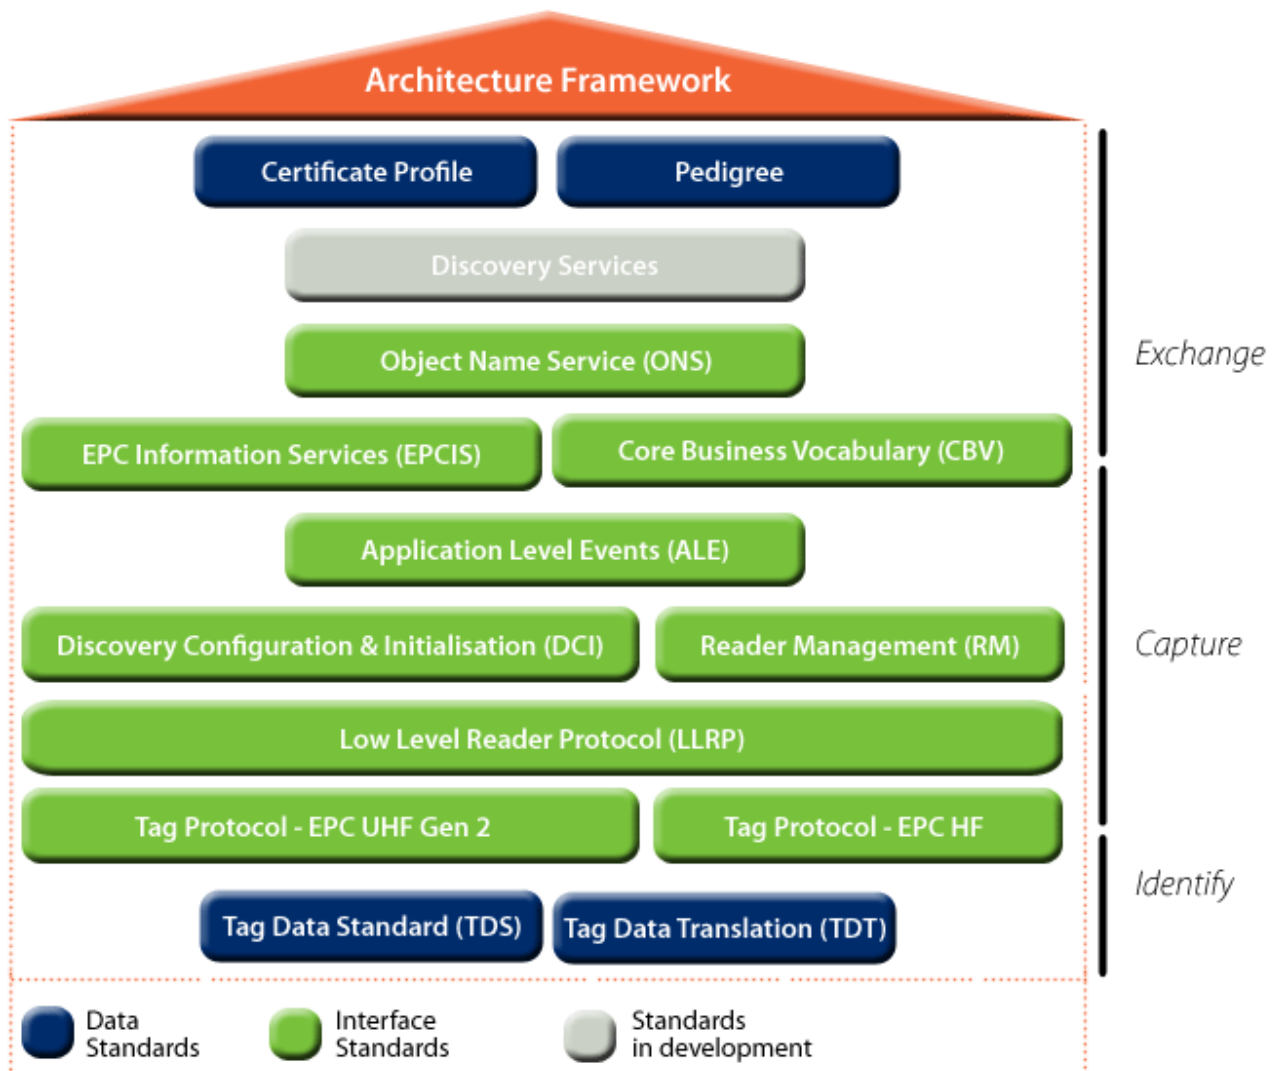 Architecture Framework
Certificate Profile
Pedigree
Discovery Services
Object Name Service (ONS)
Exchange
EPC Information Services (EPCIS)
Core Business Vocabulary (CBV)
Application Level Events (ALE)
Discovery Configuration & Initialisation (DCI)
Reader Management (RM)
Capture
Low Level Reader Protocol (LLRP)
Tag Protocol - EPC UHF Gen 2
Tag Protocol - EPC HF
Identify
Tag Data Standard (TDS)
Tag Data Translation (TDT)
Data
Standards
Interface
Standards
Standards
in development